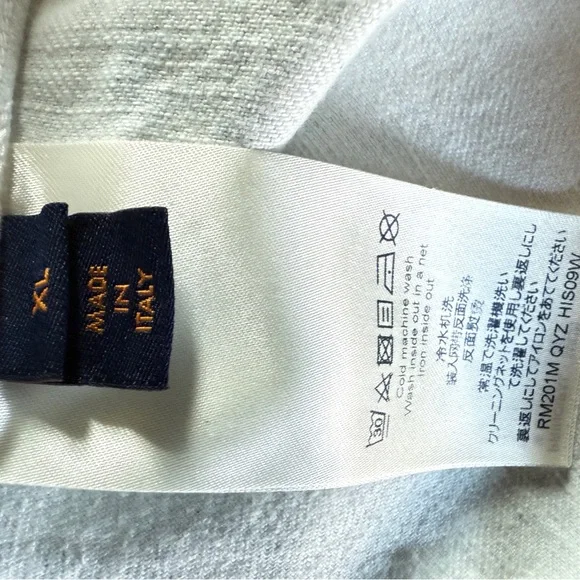 XL
MADE
IN
ITALY
30
Cold machine wash
Wash inside out in a net
iron inside out
冷水机洗
装入网袋反面洗涤
反面熨烫
常温で洗濯機洗い
クリーニングネットを使用し裏返しにし
て洗濯してください
裏返しにしてアイロンをあててください
RM201M QYZ HIS09W